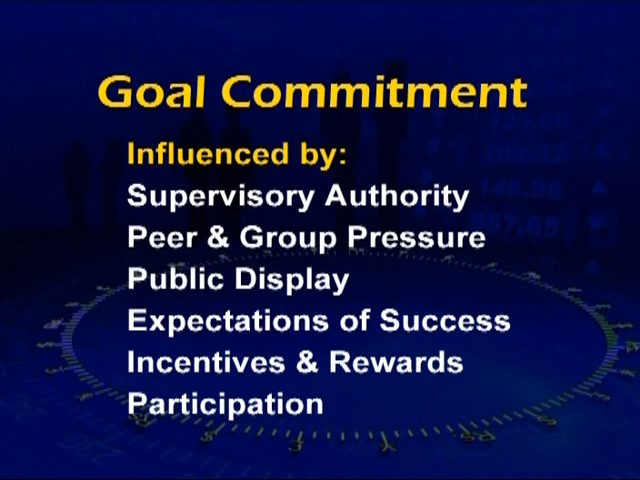 Goal Commitment
Influenced by:
Supervisory Authority
Peer & Group Pressure
Public Display
Expectations of Success
Incentives & Rewards
Participation